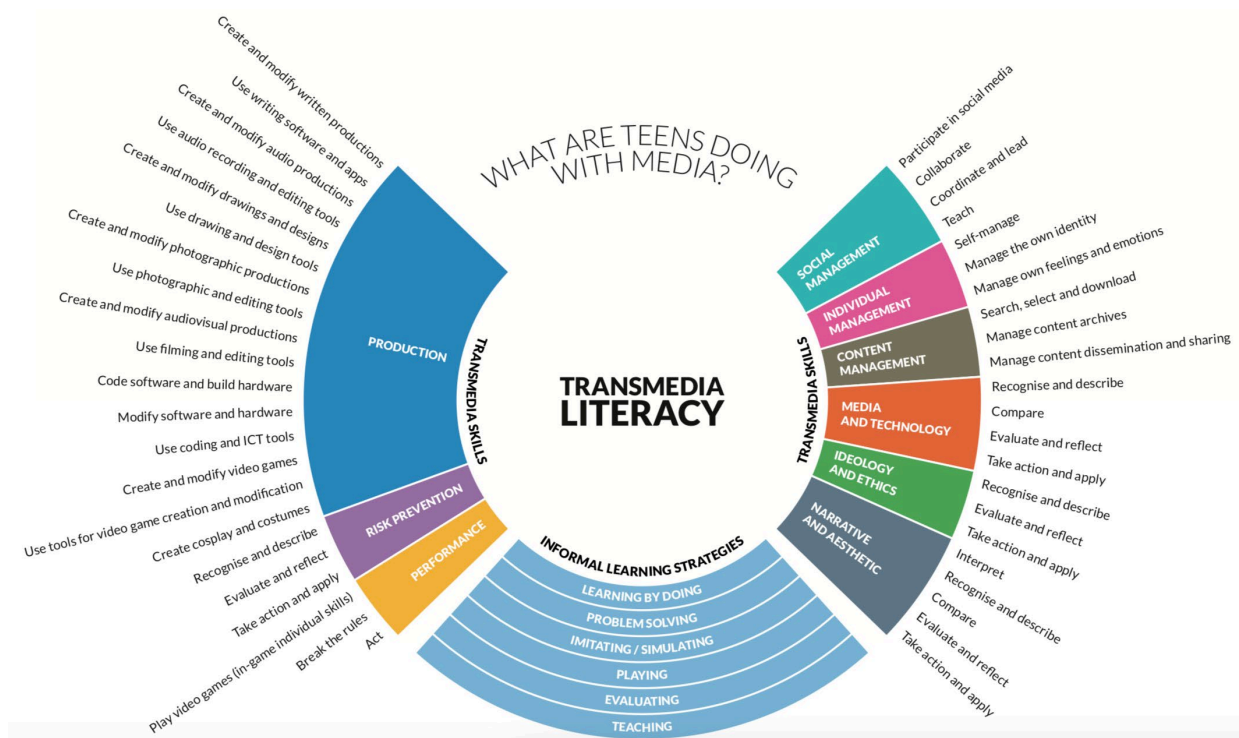 WHAT ARE TEENS DOING
WITH MEDIA?
TRANSMEDIA
LITERACY
TRANSMEDIA SKILLS
PRODUCTION
Create and modify written productions
Use writing software and apps
Create and modify audio productions
Use audio recording and editing tools
Create and modify drawings and designs
Use drawing and design tools
Create and modify photographic productions
Use photographic and editing tools
Create and modify audiovisual productions
Use filming and editing tools
Code software and build hardware
Modify software and hardware
Use coding and ICT tools
Create and modify video games
Use tools for video game creation and modification
Create cosplay and costumes
RISK PREVENTION
Recognise and describe
Evaluate and reflect
Take action and apply
PERFORMANCE
Play video games (in-game individual skills)
Break the rules
Act
TRANSMEDIA SKILLS
SOCIAL
MANAGEMENT
Participate in social media
Collaborate
Coordinate and lead
Teach
INDIVIDUAL
MANAGEMENT
Self-manage
Manage the own identity
Manage own feelings and emotions
CONTENT
MANAGEMENT
Search, select and download
Manage content archives
Manage content dissemination and sharing
MEDIA
AND TECHNOLOGY
Recognise and describe
Compare
Evaluate and reflect
Take action and apply
IDEOLOGY
AND ETHICS
Recognise and describe
Evaluate and reflect
Take action and apply
NARRATIVE
AND AESTHETIC
Interpret
Recognise and describe
Compare
Evaluate and reflect
Take action and apply
INFORMAL LEARNING STRATEGIES
LEARNING BY DOING
PROBLEM SOLVING
IMITATING / SIMULATING
PLAYING
EVALUATING
TEACHING